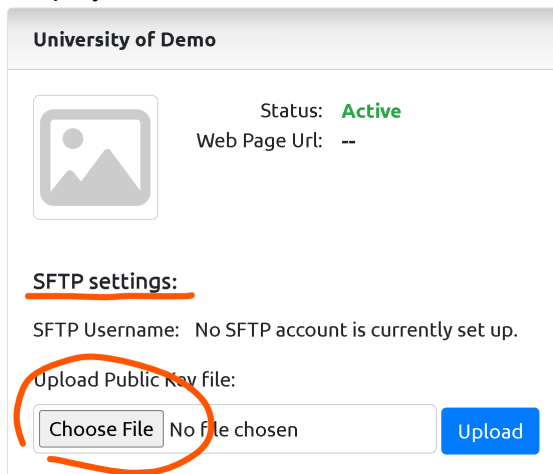 University of Demo
Status: Active
Web Page Url: --
SFTP settings:
SFTP Username: No SFTP account is currently set up.
Upload Public Key file:
Choose File No file chosen Upload